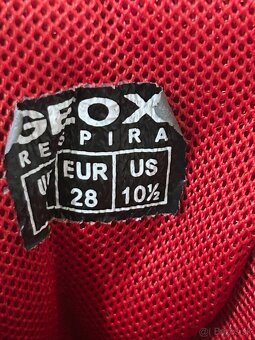 GEOX
RESPIRA
EUR US
28 10½